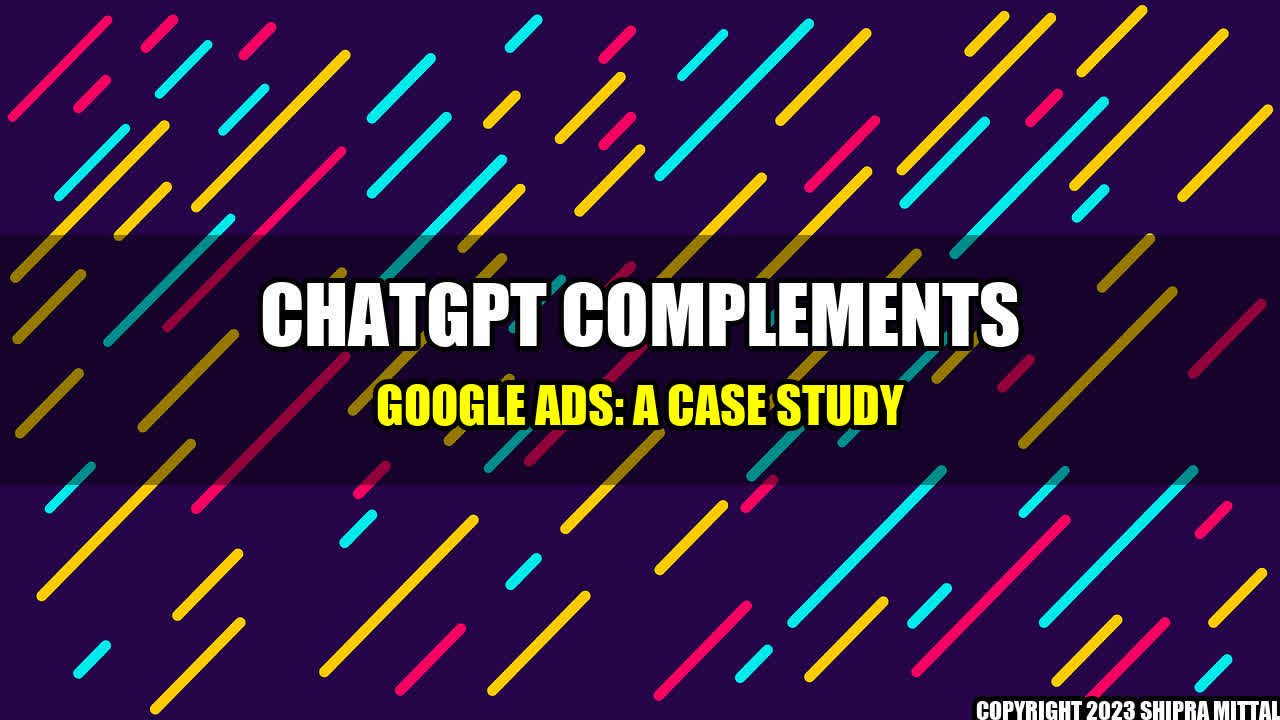 CHATGPT COMPLEMENTS
GOOGLE ADS: A CASE STUDY
COPYRIGHT 2023 SHIPRA MITTAL